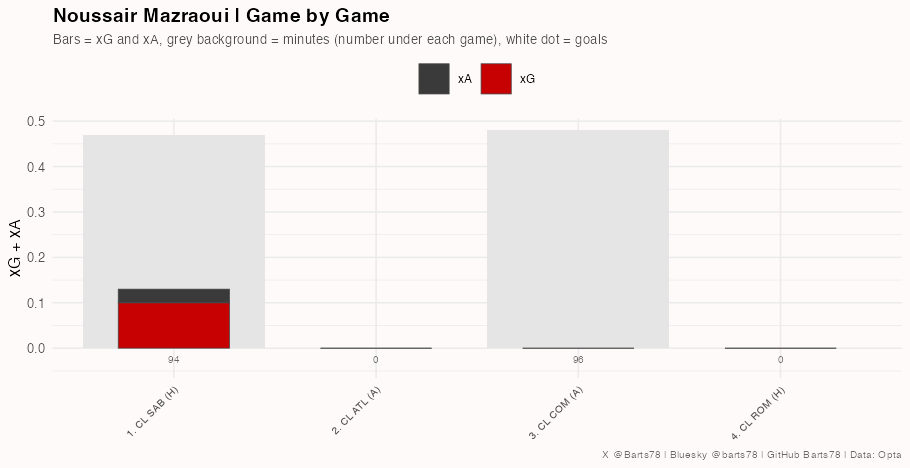 Noussair Mazraoui | Game by Game
Bars = xG and xA, grey background = minutes (number under each game), white dot = goals
xA xG
xG + xA
0.5
0.4
0.3
0.2
0.1
0.0
94 0 96 0
1. CL SAB (H)
2. CL ATL (A)
3. CL COM (A)
4. CL ROM (H)
X @Barts78 | Bluesky @barts78 | GitHub Barts78 | Data: Opta